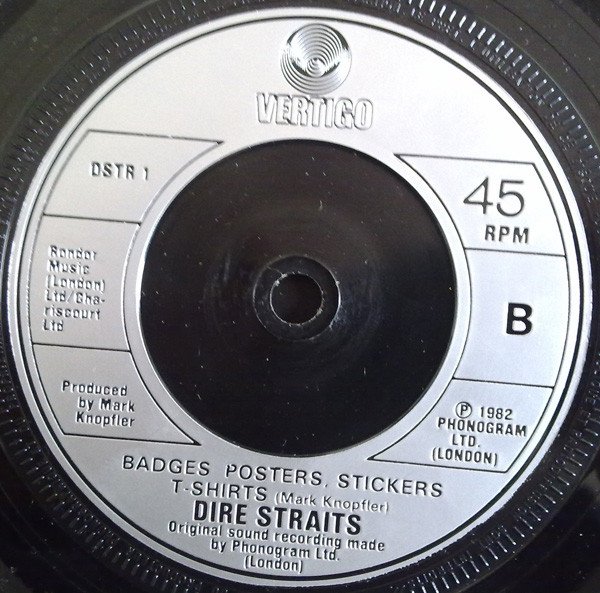 VERTIGO
DSTR 1
45
RPM
Rondor
Music
(London)
Ltd/Cha-
riscourt
Ltd
B
Produced
by Mark
Knopfler
℗ 1982
PHONOGRAM
LTD.
(LONDON)
BADGES, POSTERS, STICKERS
T-SHIRTS (Mark Knopfler)
DIRE STRAITS
Original sound recording made
by Phonogram Ltd.
(London)